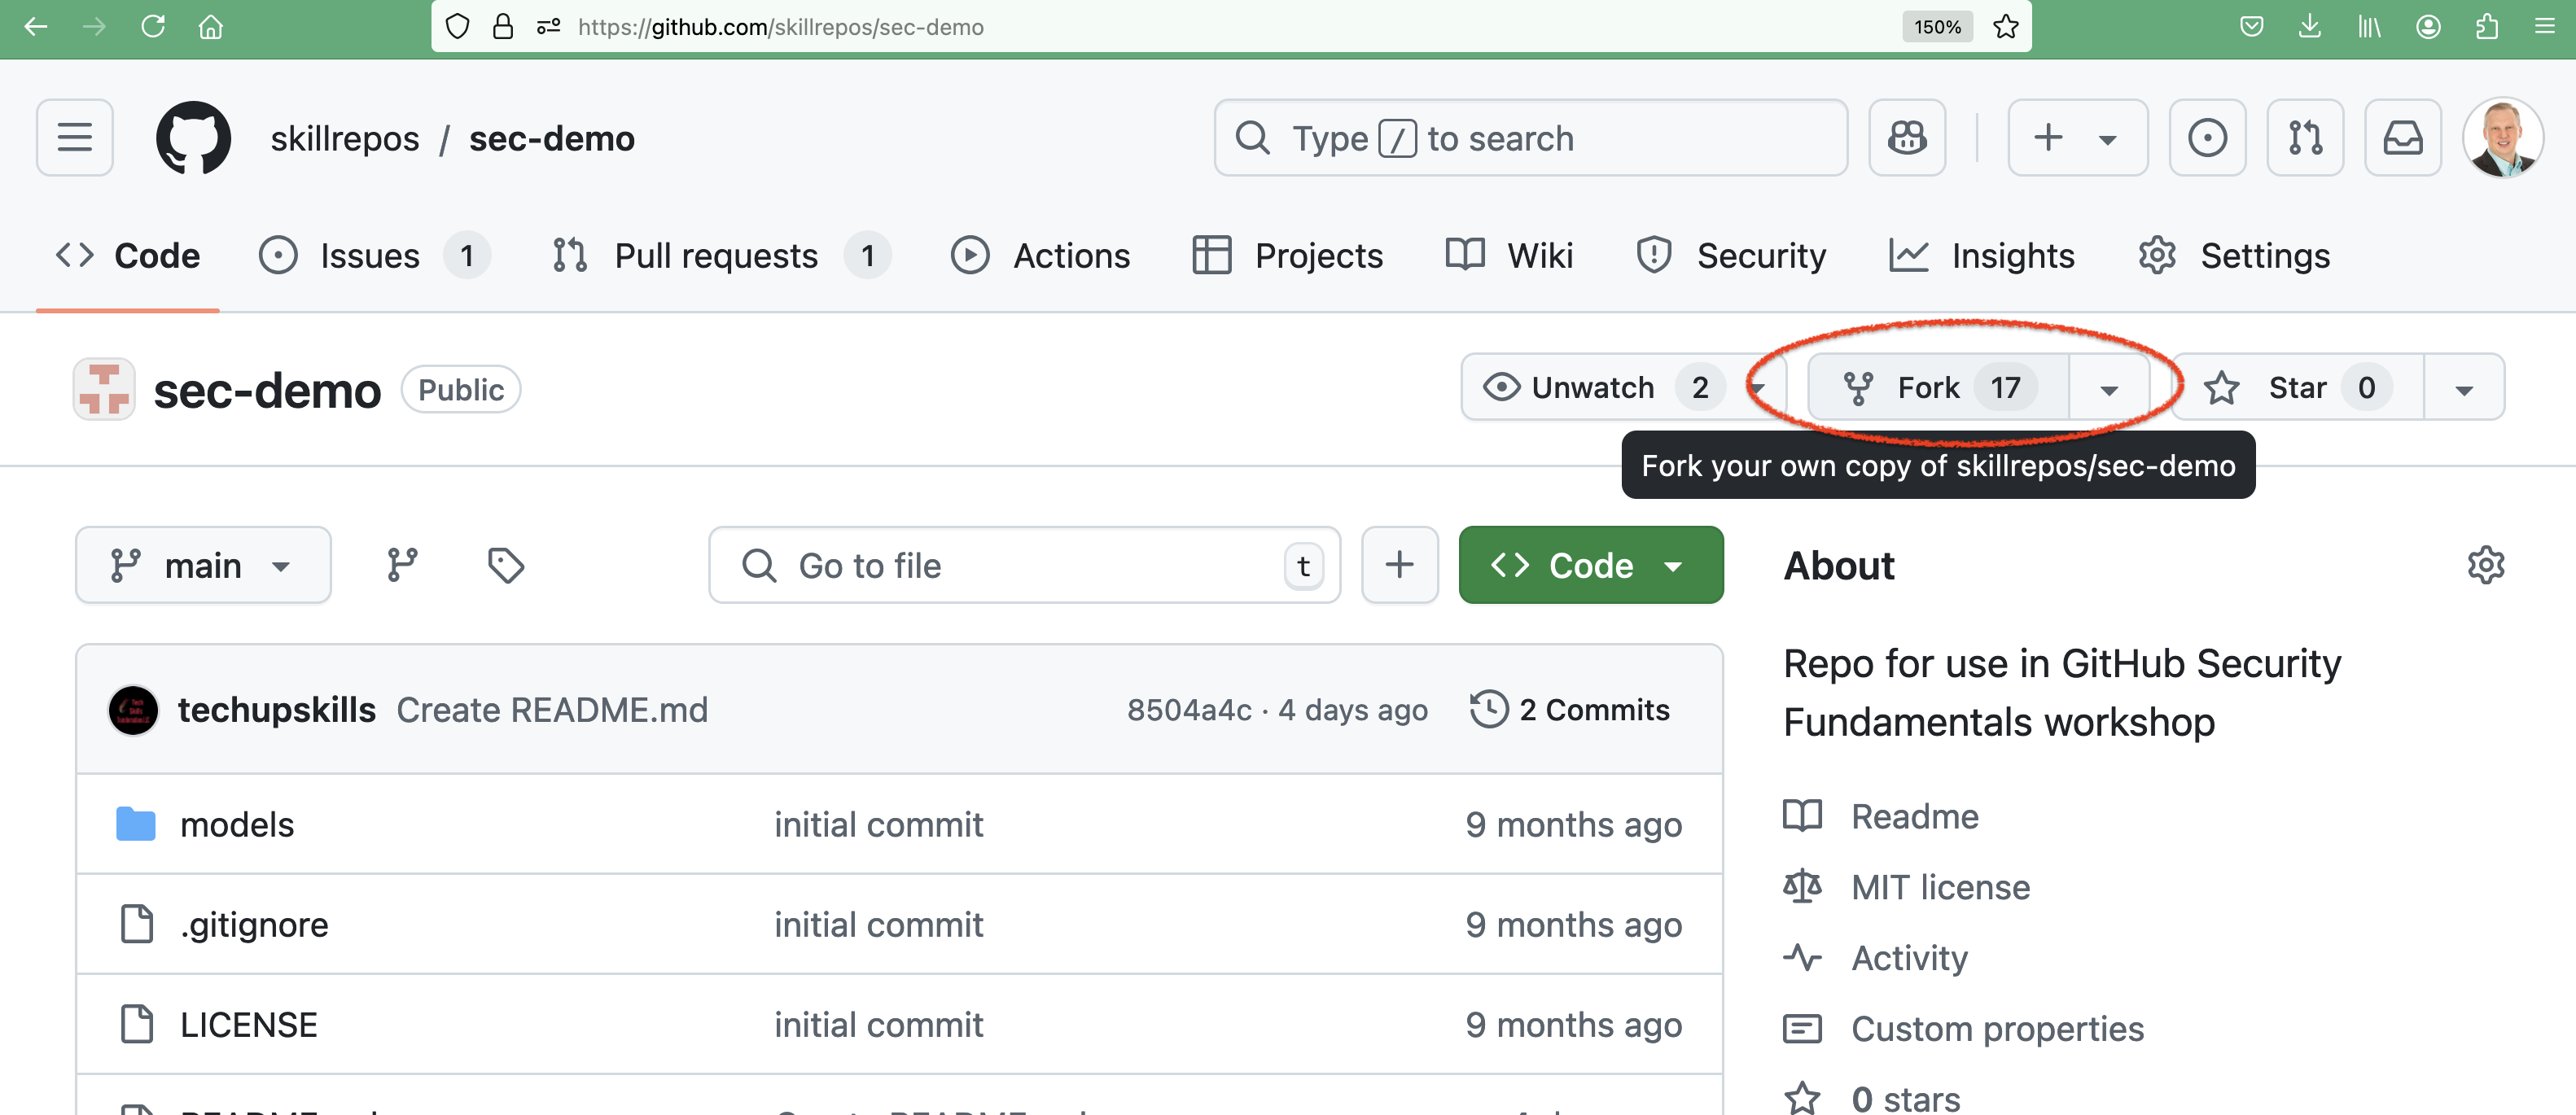 https://github.com/skillrepos/sec-demo 150%
skillrepos / sec-demo Type / to search
Code Issues 1 Pull requests 1 Actions Projects Wiki Security Insights Settings
sec-demo Public Unwatch 2 Fork 17 Star 0
Fork your own copy of skillrepos/sec-demo
main Go to file t Code
techupskills Create README.md 8504a4c · 4 days ago 2 Commits
models initial commit 9 months ago
.gitignore initial commit 9 months ago
LICENSE initial commit 9 months ago
About
Repo for use in GitHub Security
Fundamentals workshop
Readme
MIT license
Activity
Custom properties
0 stars